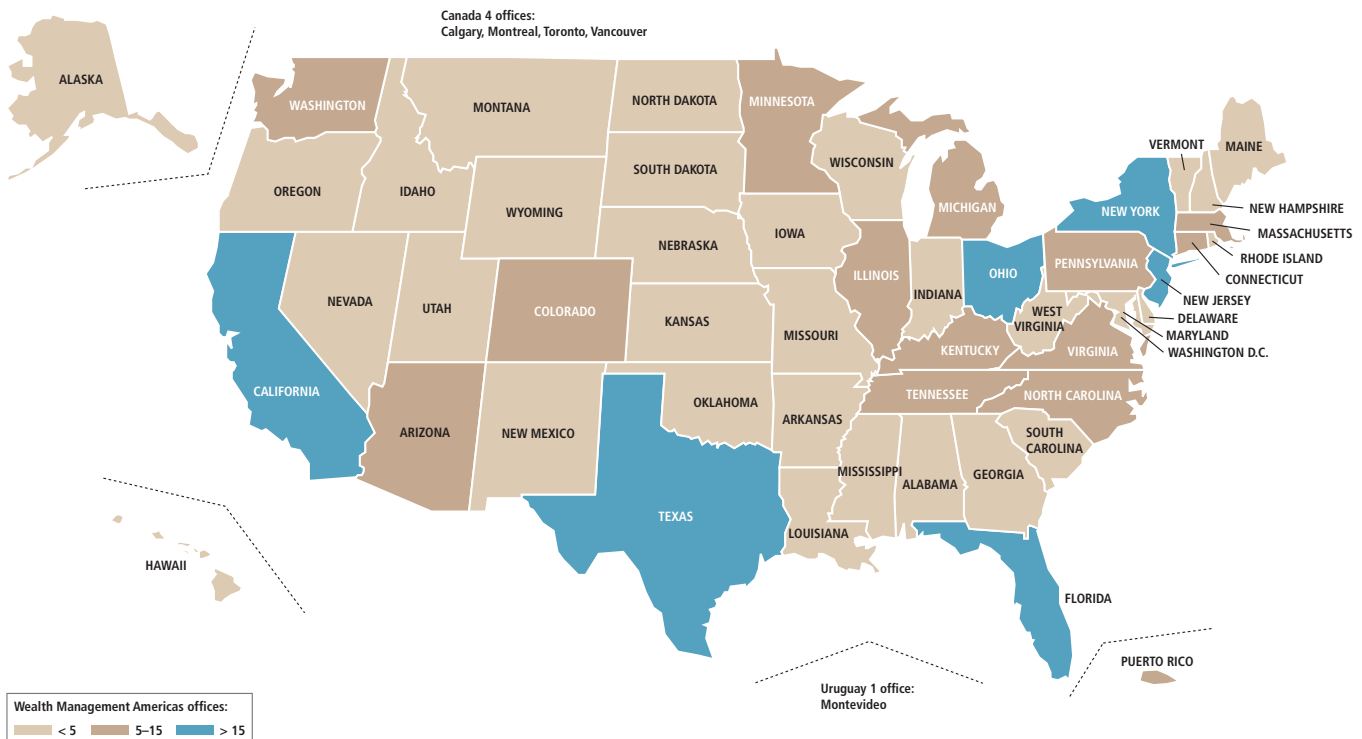 Canada 4 offices:
Calgary, Montreal, Toronto, Vancouver
ALASKA
WASHINGTON
MONTANA
NORTH DAKOTA
MINNESOTA
VERMONT
MAINE
WISCONSIN
SOUTH DAKOTA
OREGON
IDAHO
WYOMING
MICHIGAN
NEW YORK
NEW HAMPSHIRE
MASSACHUSETTS
RHODE ISLAND
CONNECTICUT
NEBRASKA
IOWA
PENNSYLVANIA
ILLINOIS
OHIO
INDIANA
NEVADA
UTAH
COLORADO
KANSAS
MISSOURI
WEST
VIRGINIA
NEW JERSEY
DELAWARE
MARYLAND
WASHINGTON D.C.
KENTUCKY
VIRGINIA
CALIFORNIA
TENNESSEE
NORTH CAROLINA
OKLAHOMA
ARKANSAS
ARIZONA
NEW MEXICO
SOUTH
CAROLINA
MISSISSIPPI
ALABAMA
GEORGIA
TEXAS
LOUISIANA
HAWAII
FLORIDA
PUERTO RICO
Uruguay 1 office:
Montevideo
Wealth Management Americas offices:
< 5 5–15 > 15